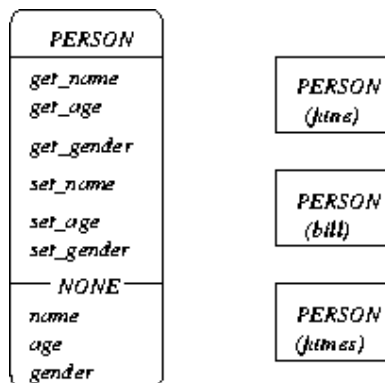 PERSON
get_name
get_age
get_gender
set_name
set_age
set_gender
NONE
name
age
gender
PERSON
(jane)
PERSON
(bill)
PERSON
(james)